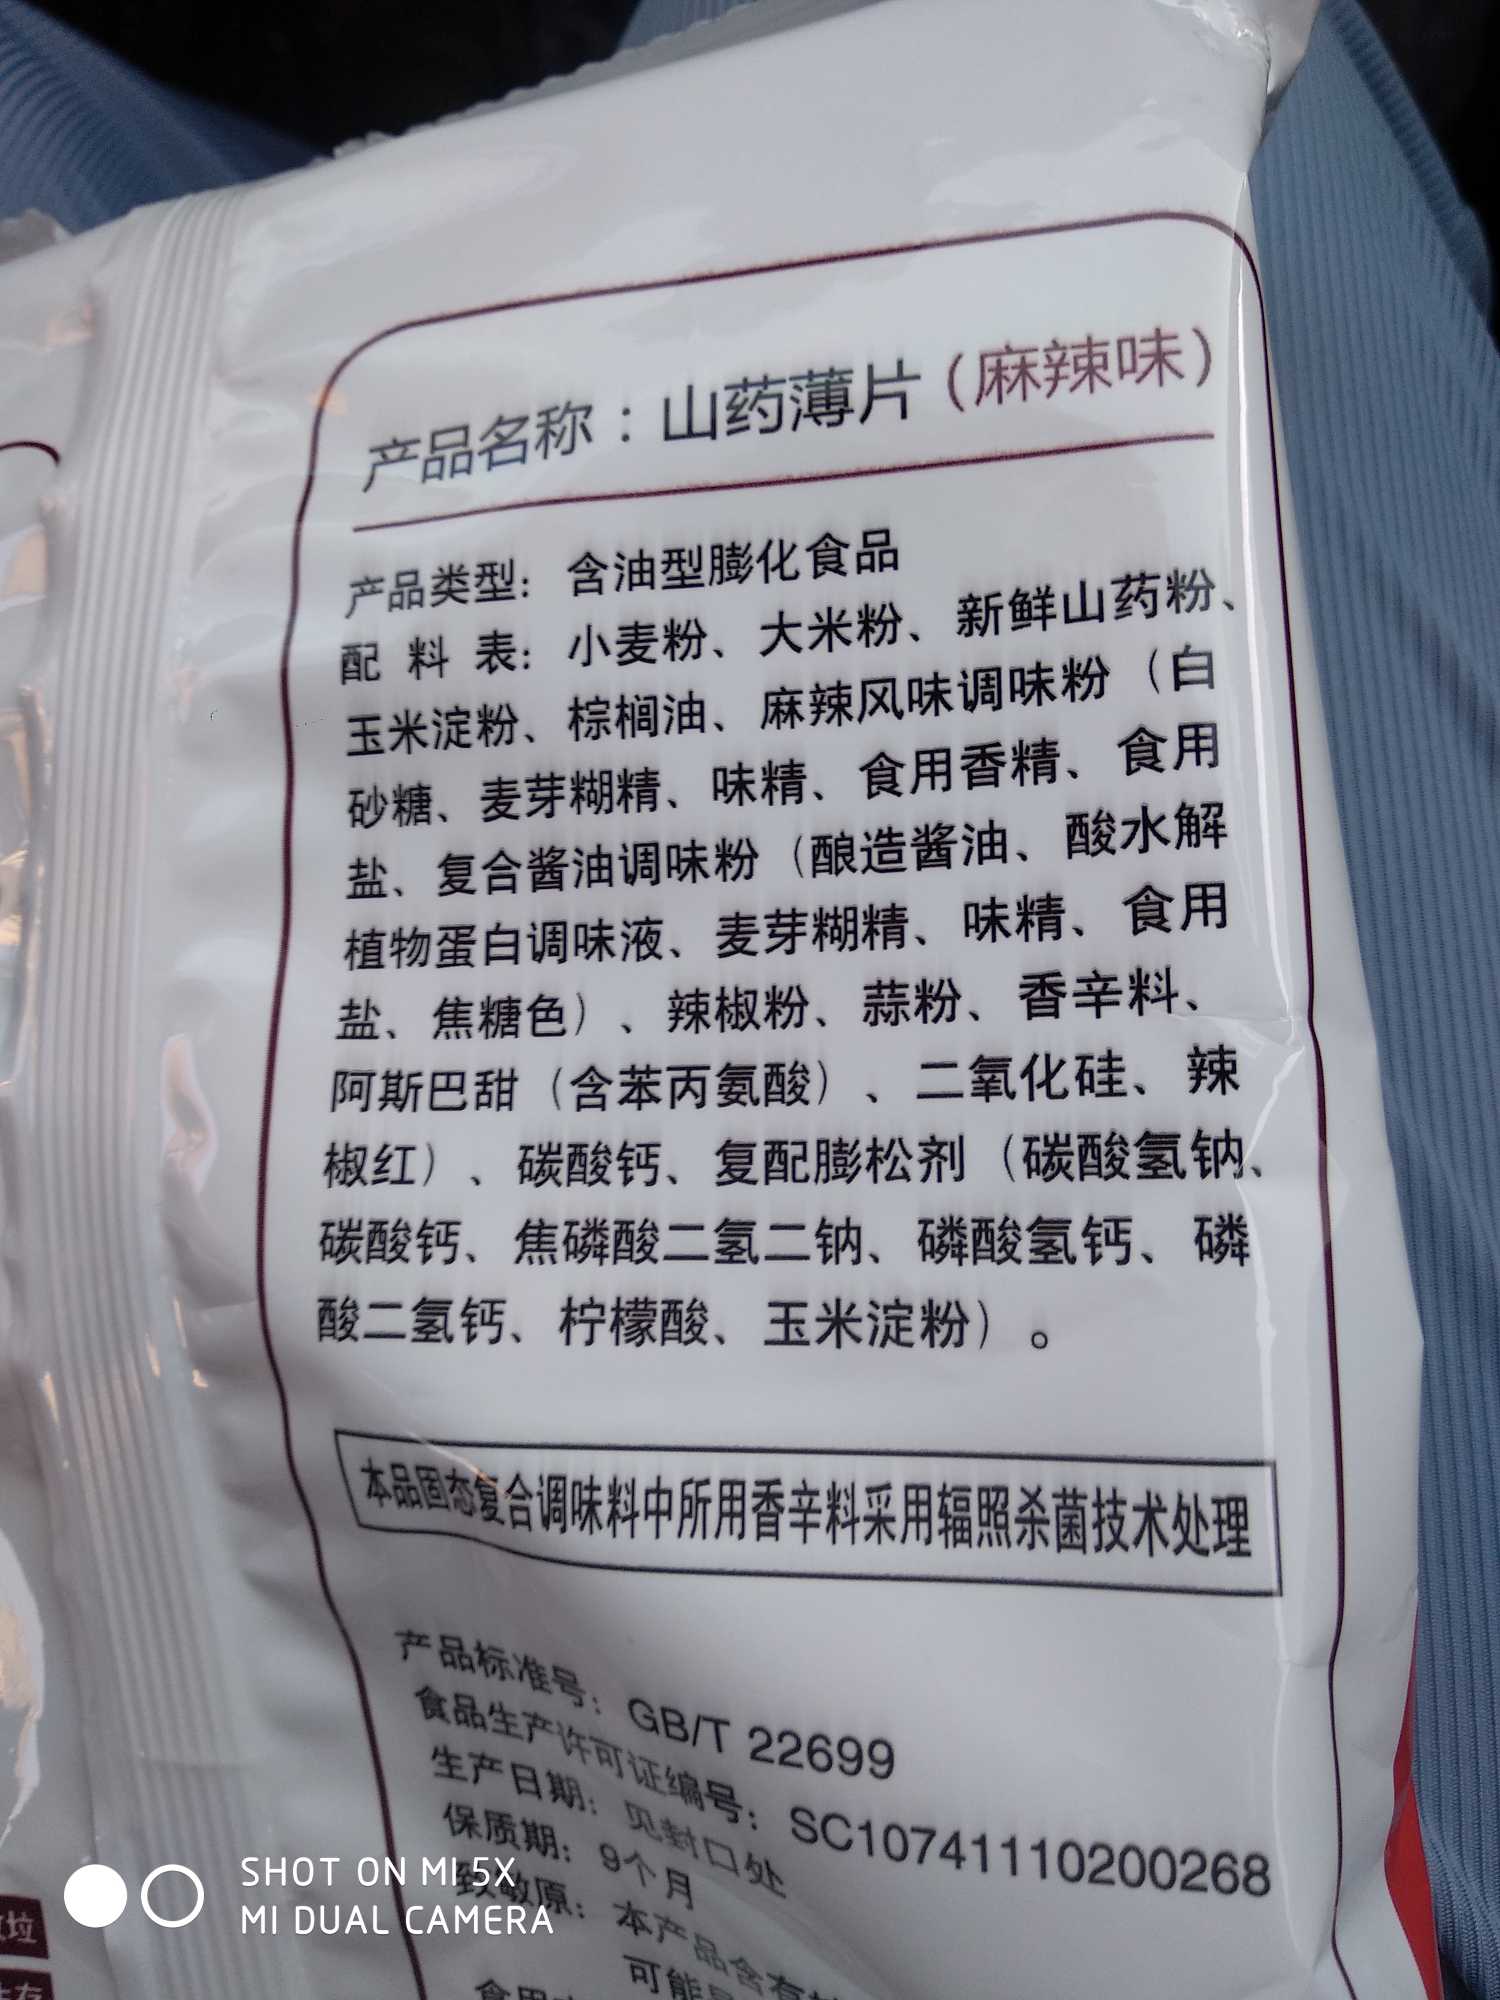 产品名称：山药薄片（麻辣味）
产品类型：含油型膨化食品
配 料 表：小麦粉、大米粉、新鲜山药粉、
玉米淀粉、棕榈油、麻辣风味调味粉（白
砂糖、麦芽糊精、味精、食用香精、食用
盐、复合酱油调味粉（酿造酱油、酸水解
植物蛋白调味液、麦芽糊精、味精、食用
盐、焦糖色）、辣椒粉、蒜粉、香辛料、
阿斯巴甜（含苯丙氨酸）、二氧化硅、辣
椒红）、碳酸钙、复配膨松剂（碳酸氢钠、
碳酸钙、焦磷酸二氢二钠、磷酸氢钙、磷
酸二氢钙、柠檬酸、玉米淀粉）。
本品固态复合调味料中所用香辛料采用辐照杀菌技术处理
产品标准号：GB/T 22699
食品生产许可证编号：SC10741110200268
生产日期：见封口处
保质期：9个月
致敏原：本产品含有
可能
食用
SHOT ON MI 5X
MI DUAL CAMERA
圾
存